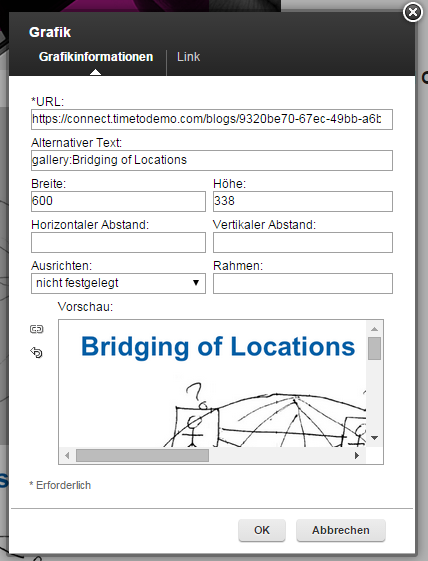 Grafik
Grafikinformationen Link
*URL:
https://connect.timetodemo.com/blogs/9320be70-67ec-49bb-a6b
Alternativer Text:
gallery:Bridging of Locations
Breite: Höhe:
600 338
Horizontaler Abstand: Vertikaler Abstand:
Ausrichten: Rahmen:
nicht festgelegt
Vorschau:
Bridging of Locations
* Erforderlich
OK Abbrechen